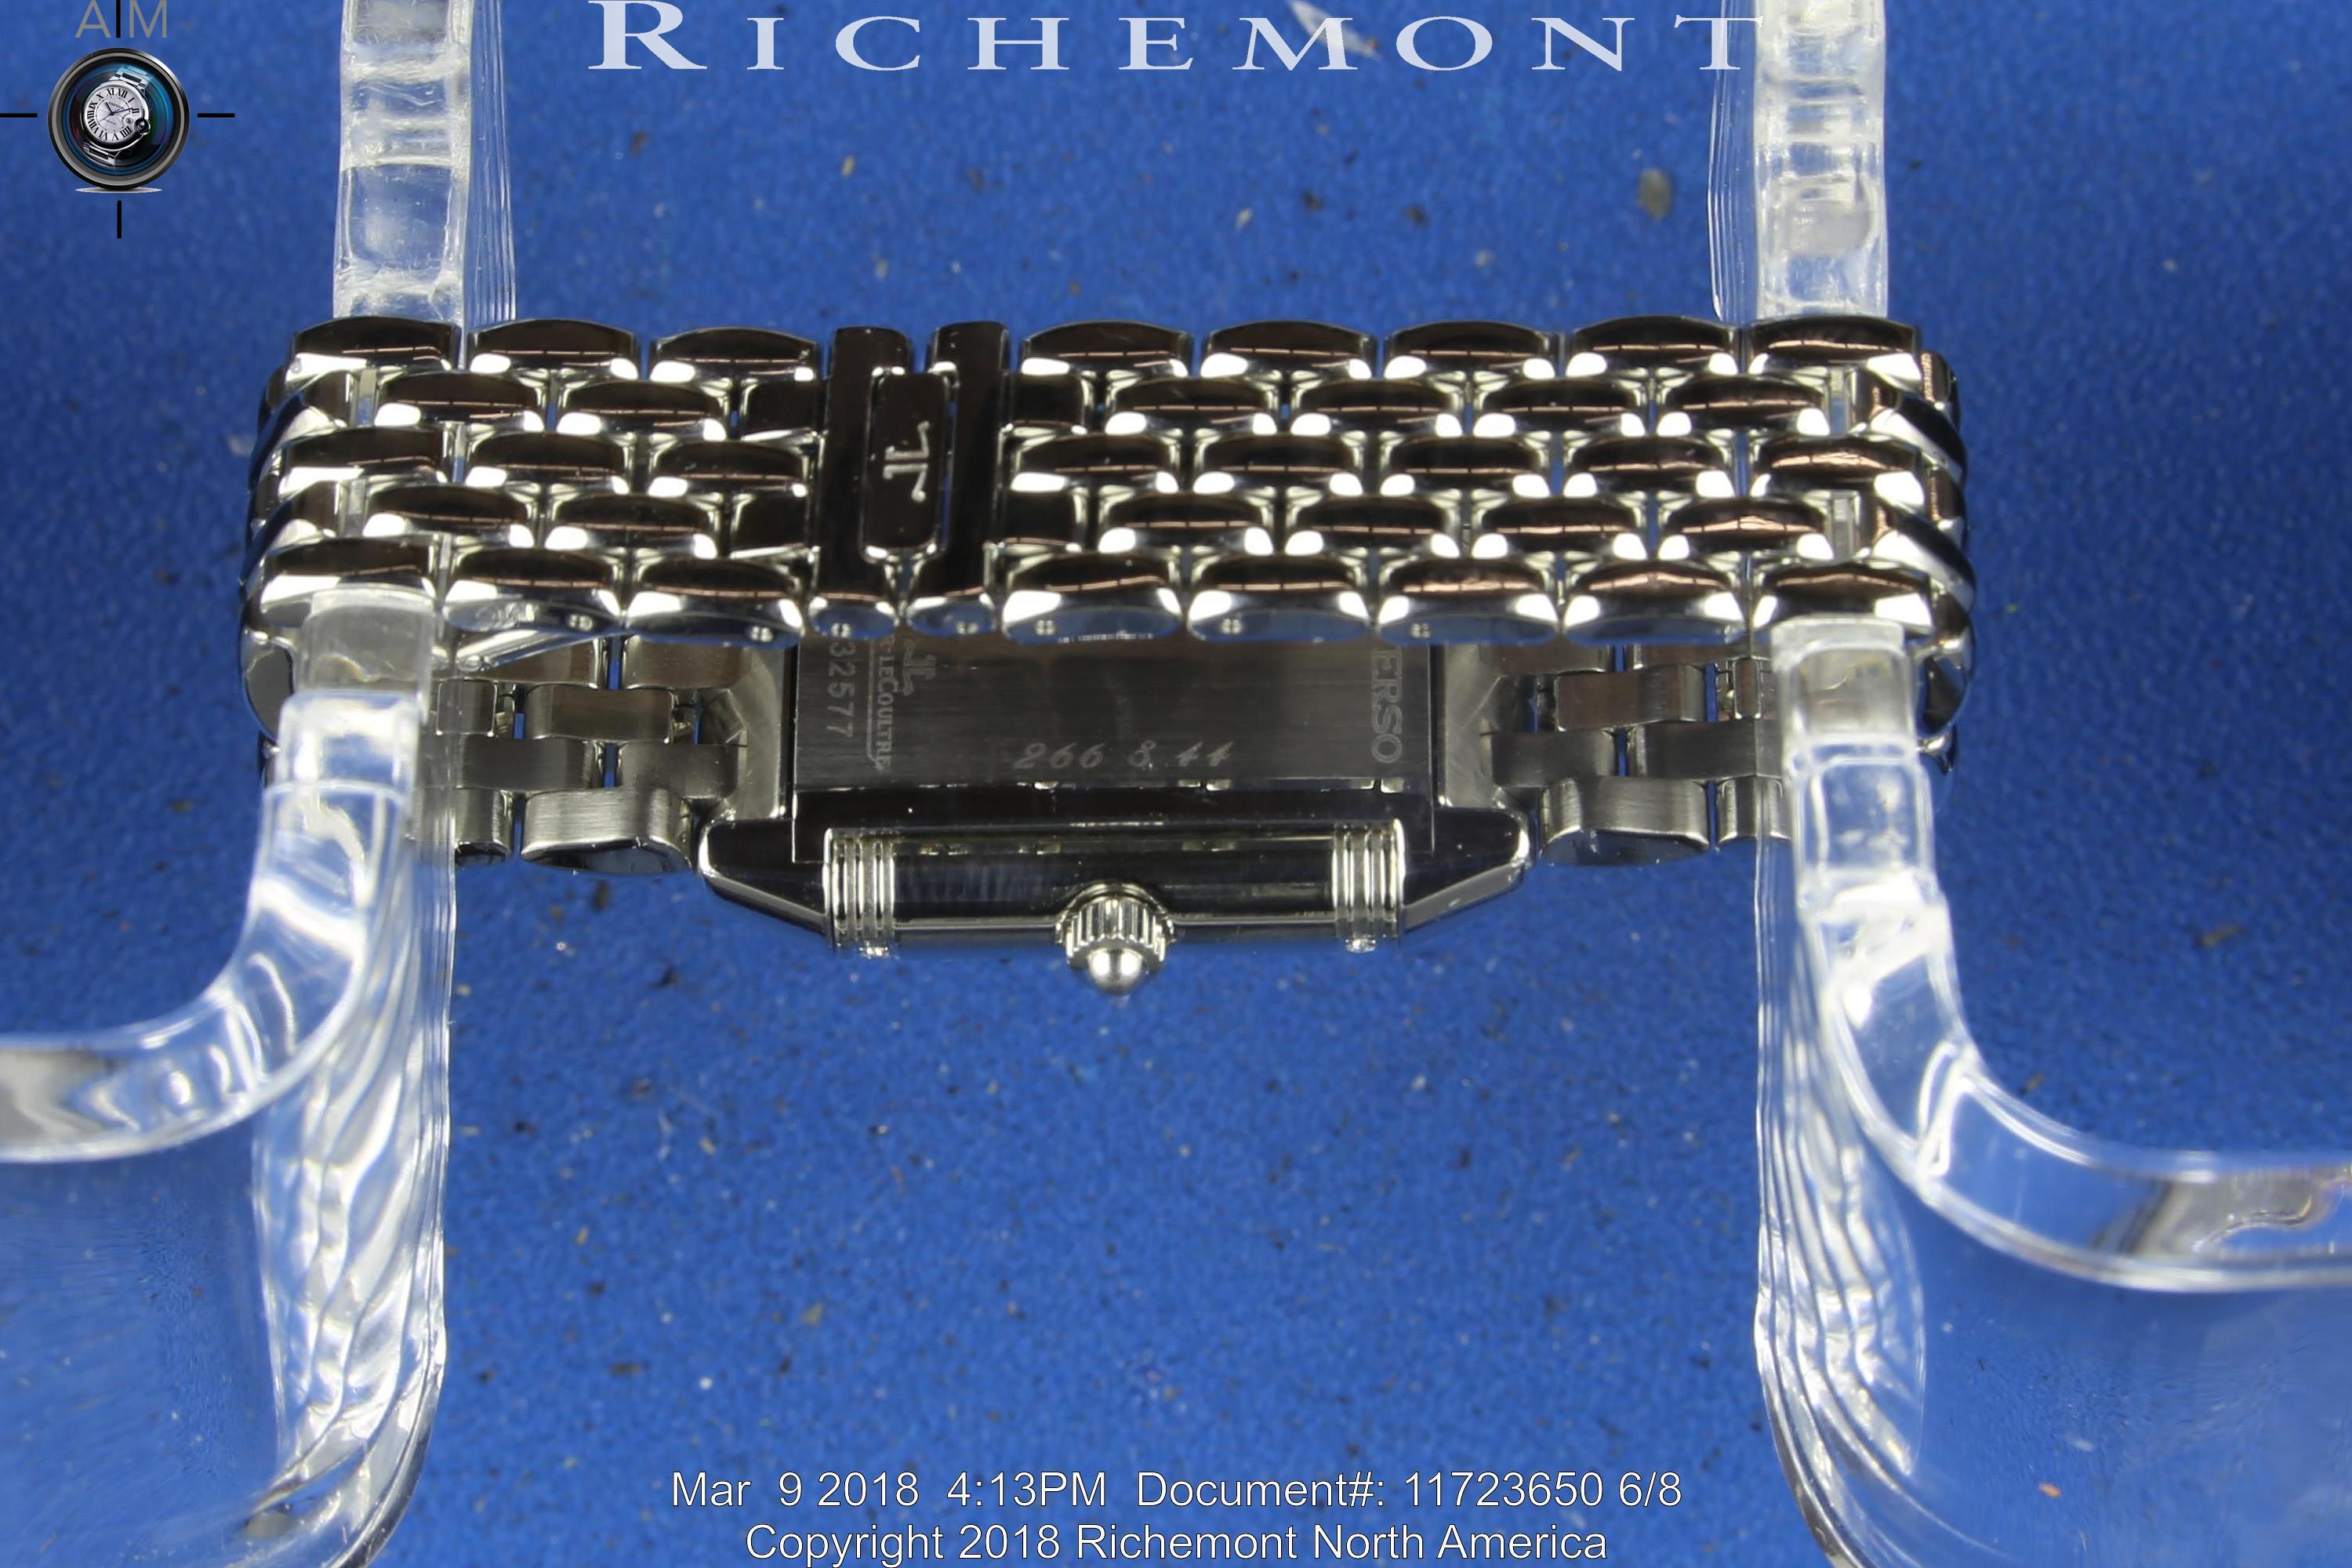 AIM
RICHEMONT
32577
LECOULTRE
ERSO
266 8 44
Mar 9 2018 4:13PM Document#: 11723650 6/8
Copyright 2018 Richemont North America